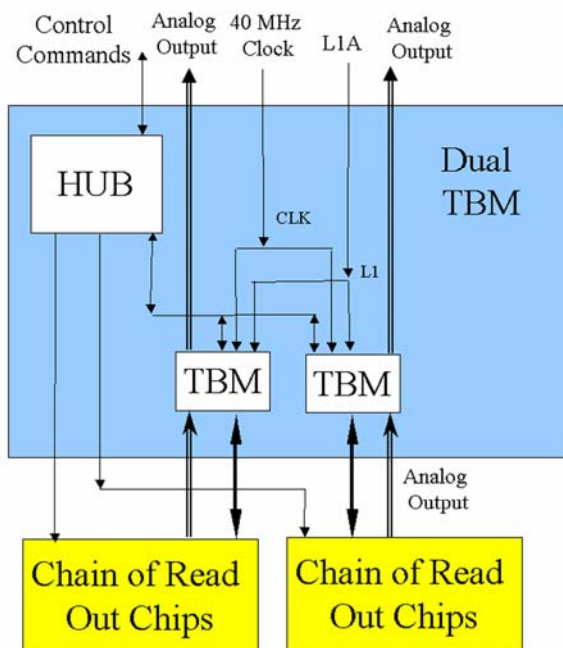 Control
Commands
Analog
Output
40 MHz
Clock
L1A
Analog
Output
HUB
Dual
TBM
CLK
L1
TBM
TBM
Analog
Output
Chain of Read
Out Chips
Chain of Read
Out Chips